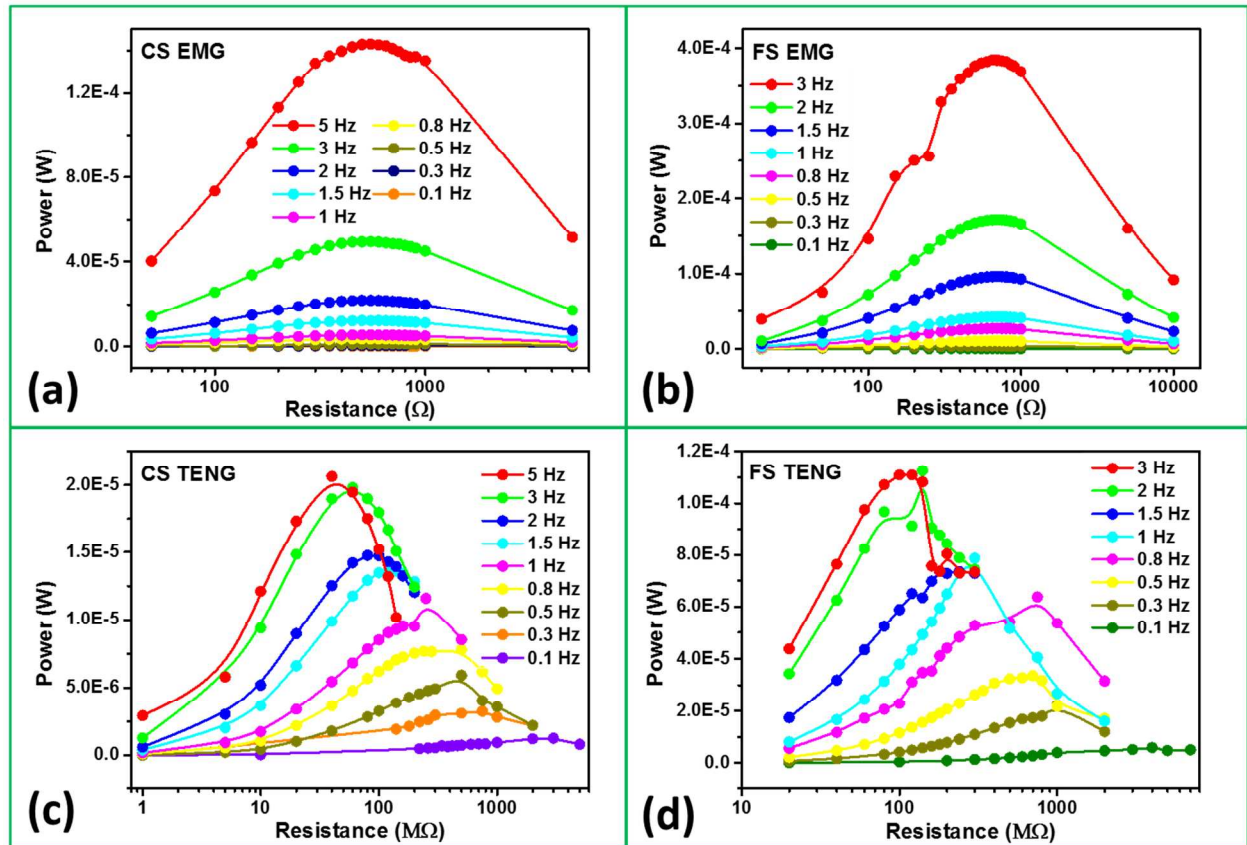 CS EMG
1.2E-4
8.0E-5
4.0E-5
0.0
Power (W)
5 Hz
3 Hz
2 Hz
1.5 Hz
1 Hz
0.8 Hz
0.5 Hz
0.3 Hz
0.1 Hz
100
1000
Resistance (Ω)
(a)
FS EMG
4.0E-4
3.0E-4
2.0E-4
1.0E-4
0.0
Power (W)
3 Hz
2 Hz
1.5 Hz
1 Hz
0.8 Hz
0.5 Hz
0.3 Hz
0.1 Hz
100
1000
10000
Resistance (Ω)
(b)
CS TENG
2.0E-5
1.5E-5
1.0E-5
5.0E-6
0.0
Power (W)
5 Hz
3 Hz
2 Hz
1.5 Hz
1 Hz
0.8 Hz
0.5 Hz
0.3 Hz
0.1 Hz
1
10
100
1000
Resistance (MΩ)
(c)
FS TENG
1.2E-4
1.0E-4
8.0E-5
6.0E-5
4.0E-5
2.0E-5
0.0
Power (W)
3 Hz
2 Hz
1.5 Hz
1 Hz
0.8 Hz
0.5 Hz
0.3 Hz
0.1 Hz
10
100
1000
Resistance (MΩ)
(d)